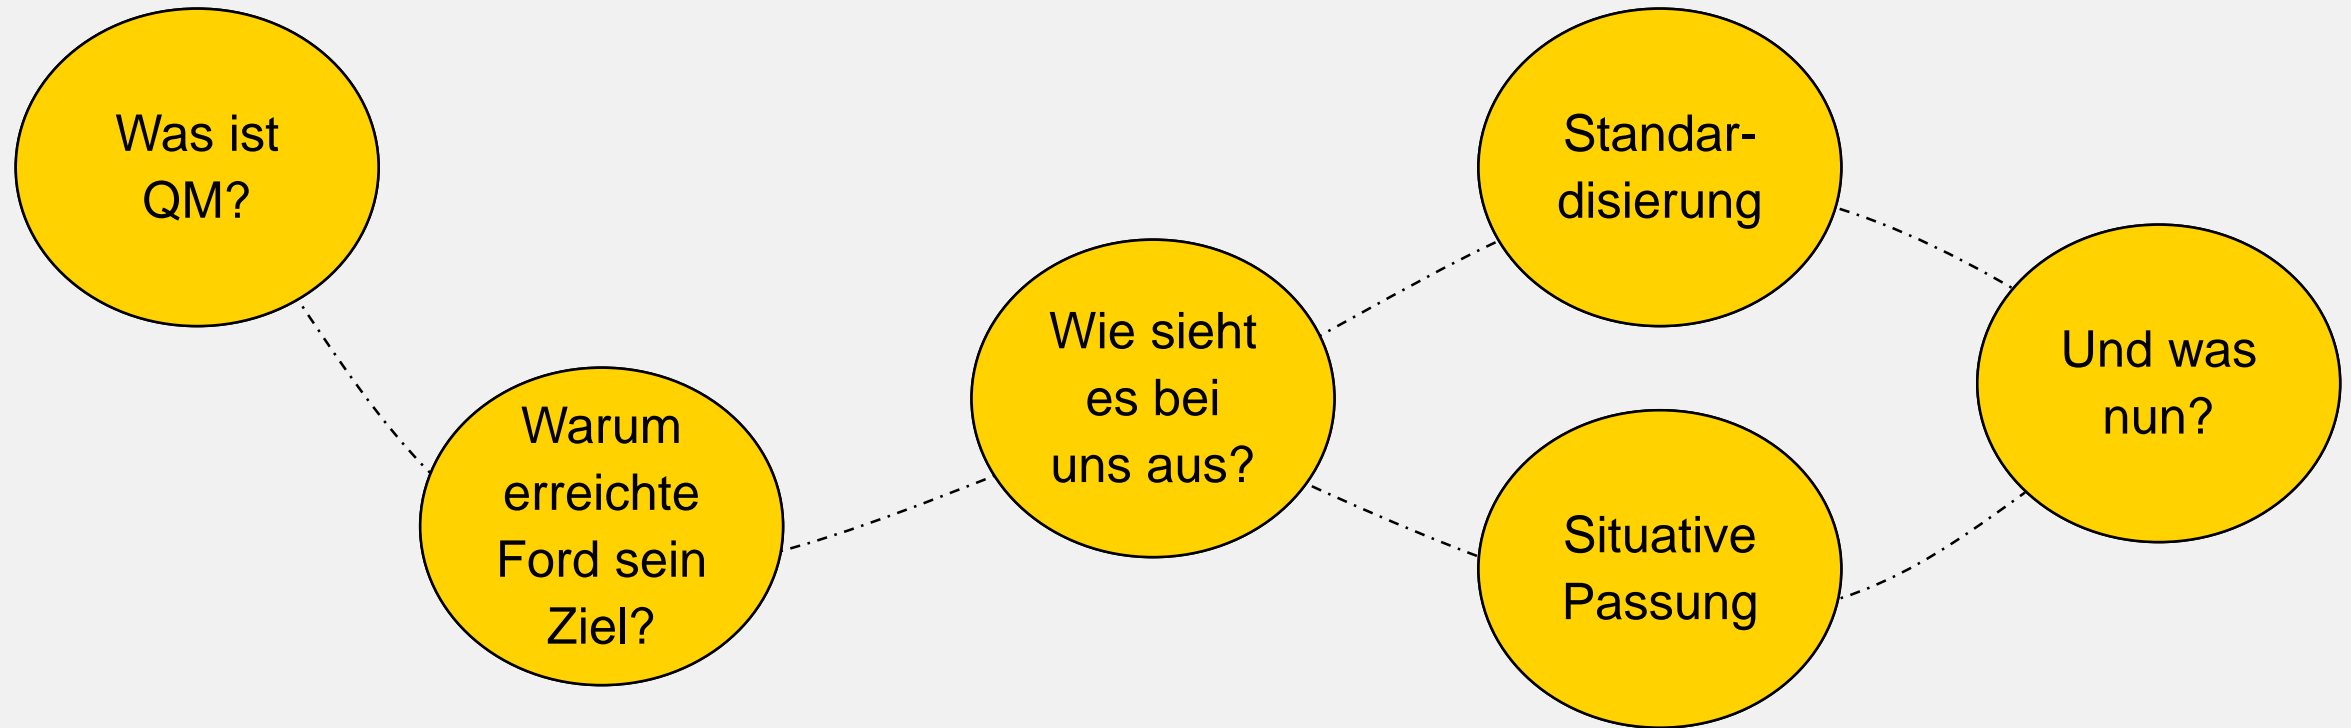 Was ist
QM?
Warum
erreichte
Ford sein
Ziel?
Wie sieht
es bei
uns aus?
Standar-
disierung
Situative
Passung
Und was
nun?